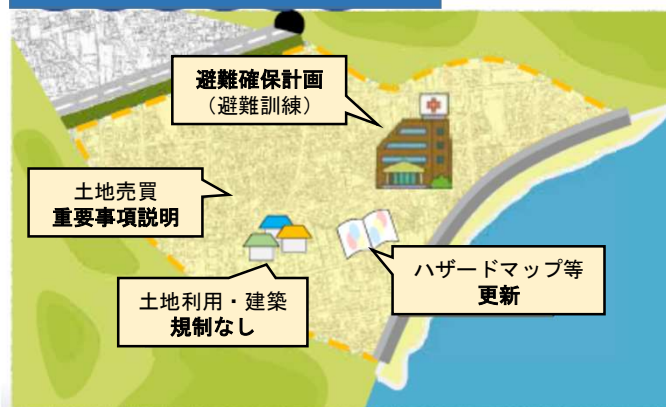 避難確保計画
（避難訓練）
土地売買
重要事項説明
土地利用・建築
規制なし
ハザードマップ等
更新